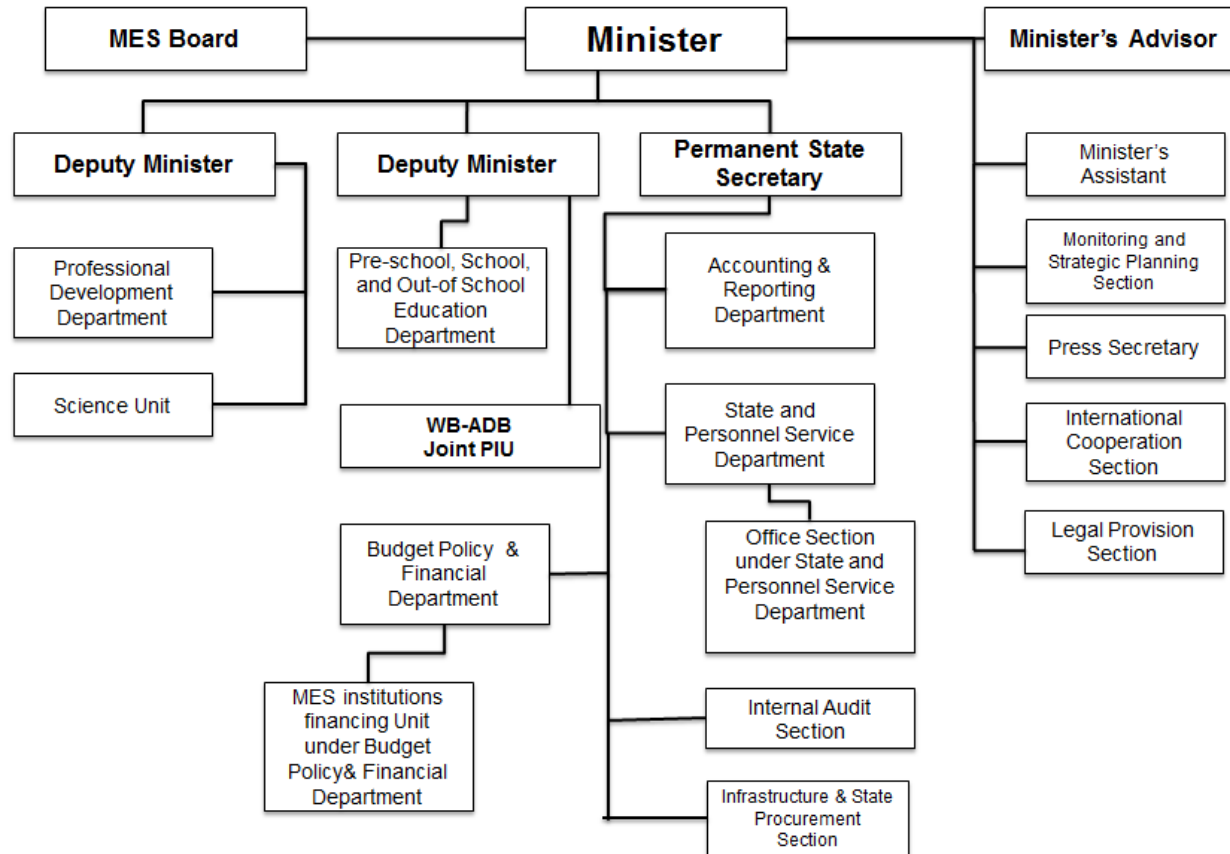 MES Board
Minister
Minister’s Advisor
Deputy Minister
Deputy Minister
Permanent State
Secretary
Minister’s
Assistant
Professional
Development
Department
Pre-school, School,
and Out-of School
Education
Department
Accounting &
Reporting
Department
Monitoring and
Strategic Planning
Section
Press Secretary
Science Unit
WB-ADB
Joint PIU
State and
Personnel Service
Department
International
Cooperation
Section
Budget Policy &
Financial
Department
Office Section
under State and
Personnel Service
Department
Legal Provision
Section
MES institutions
financing Unit
under Budget
Policy& Financial
Department
Internal Audit
Section
Infrastructure & State
Procurement
Section